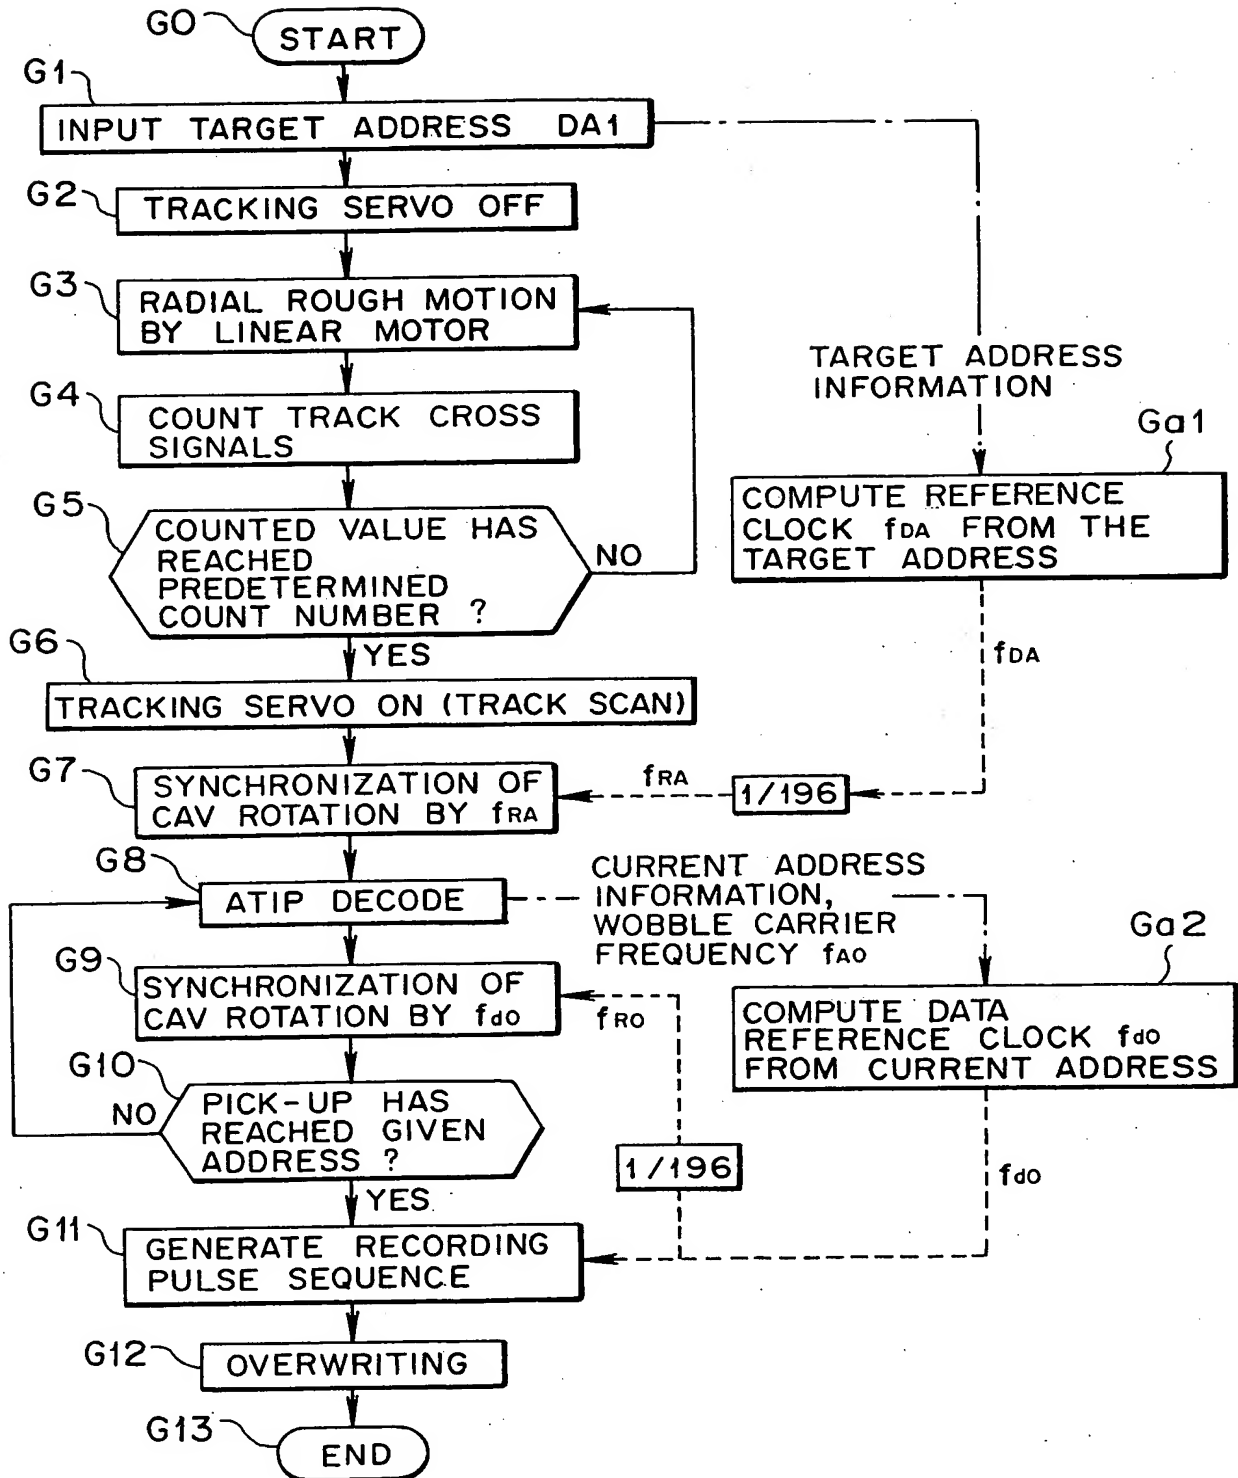 G0
START
G1
INPUT TARGET ADDRESS DA1
G2
TRACKING SERVO OFF
G3
RADIAL ROUGH MOTION
BY LINEAR MOTOR
TARGET ADDRESS
INFORMATION
G4
COUNT TRACK CROSS
SIGNALS
Ga1
COMPUTE REFERENCE
CLOCK fDA FROM THE
TARGET ADDRESS
G5
COUNTED VALUE HAS
REACHED
PREDETERMINED
COUNT NUMBER ?
NO
YES
fDA
G6
TRACKING SERVO ON (TRACK SCAN)
G7
SYNCHRONIZATION OF
CAV ROTATION BY fRA
fRA
1/196
G8
ATIP DECODE
CURRENT ADDRESS
INFORMATION,
WOBBLE CARRIER
FREQUENCY fAO
Ga2
COMPUTE DATA
REFERENCE CLOCK fdO
FROM CURRENT ADDRESS
G9
SYNCHRONIZATION OF
CAV ROTATION BY fdO
fRO
G10
PICK-UP HAS
REACHED GIVEN
ADDRESS ?
NO
YES
1/196
fdO
G11
GENERATE RECORDING
PULSE SEQUENCE
G12
OVERWRITING
G13
END